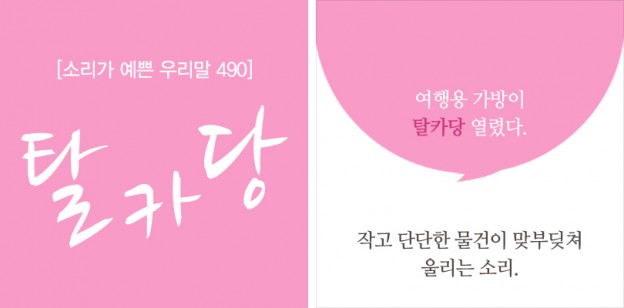 [소리가 예쁜 우리말 490]
탈카당
여행용 가방이
탈카당 열렸다.
작고 단단한 물건이 맞부딪쳐
울리는 소리.